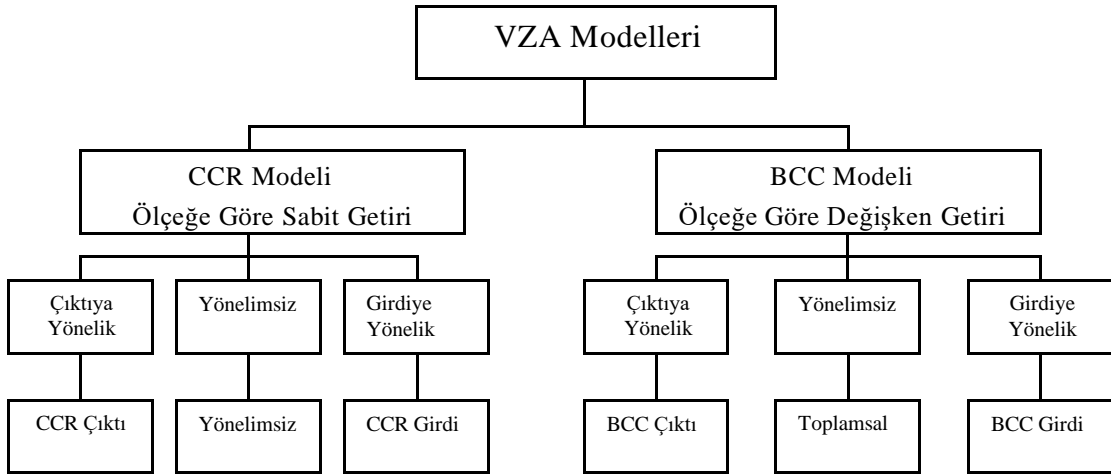 VZA Modelleri
CCR Modeli
Ölçeğe Göre Sabit Getiri
BCC Modeli
Ölçeğe Göre Değişken Getiri
Çıktıya
Yönelik
Yönelimsiz
Girdiye
Yönelik
Çıktıya
Yönelik
Yönelimsiz
Girdiye
Yönelik
CCR Çıktı
Yönelimsiz
CCR Girdi
BCC Çıktı
Toplamsal
BCC Girdi